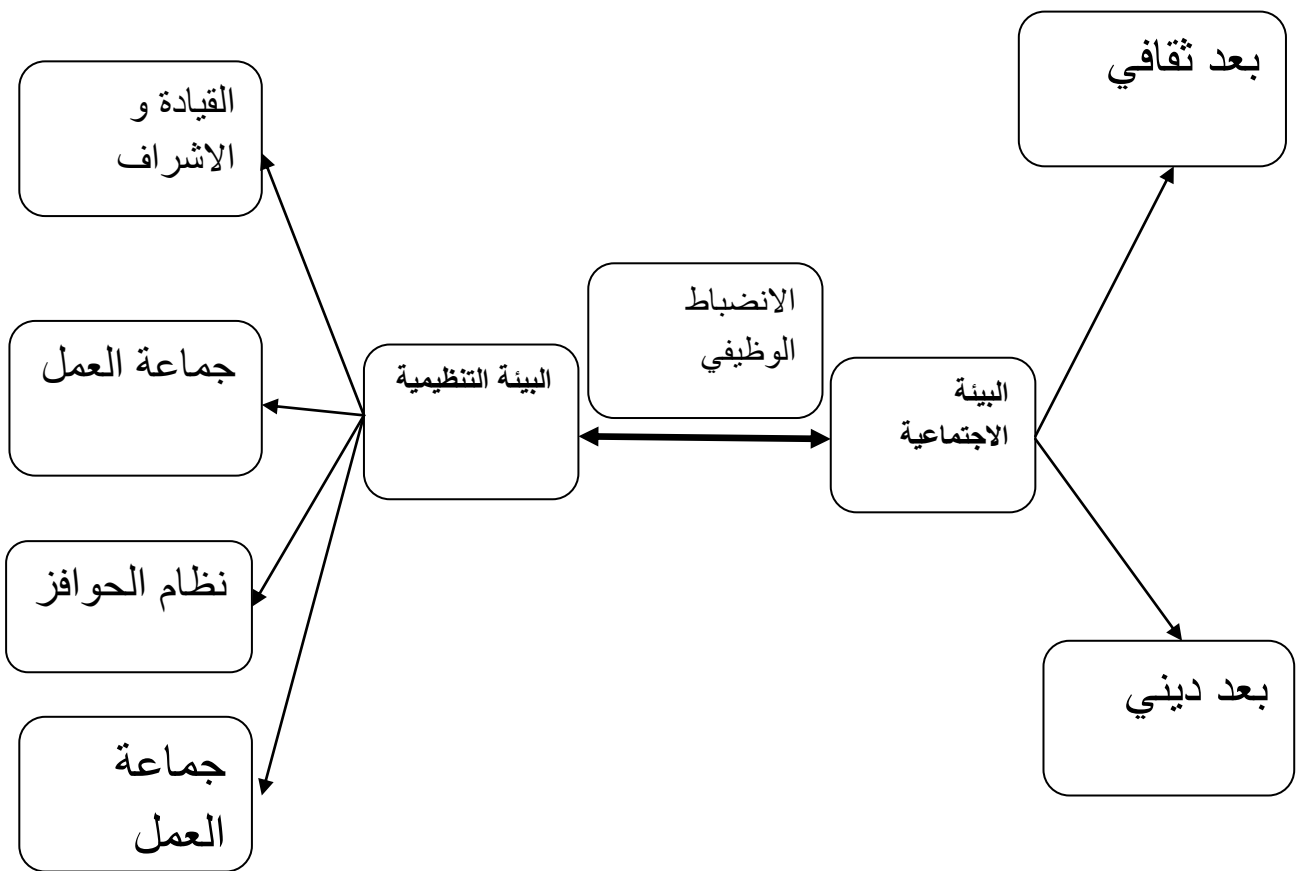 بعد ثقافي
القيادة و
الاشراف
الانضباط
الوظيفي
جماعة العمل
البيئة التنظيمية
البيئة
الاجتماعية
نظام الحوافز
بعد ديني
جماعة
العمل